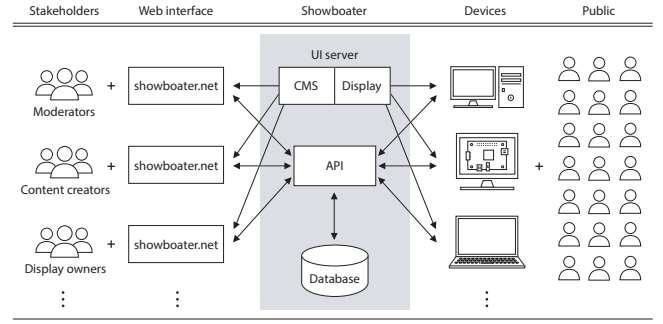 Stakeholders Web interface Showboater Devices Public
UI server
CMS Display
+ showboater.net
Moderators
API
+ showboater.net +
Content creators
+ showboater.net
Display owners
Database